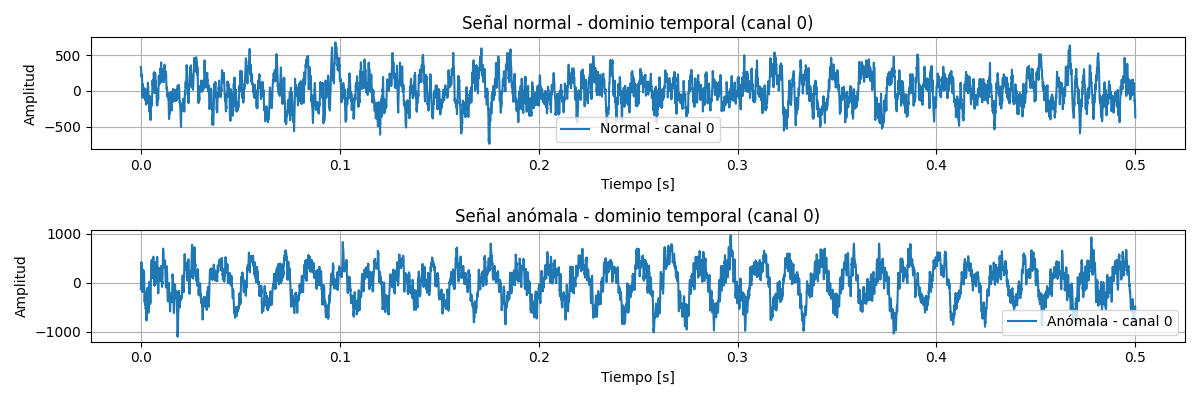 Señal normal - dominio temporal (canal 0)
500
0
−500
Amplitud
Normal - canal 0
0.0 0.1 0.2 0.3 0.4 0.5
Tiempo [s]
Señal anómala - dominio temporal (canal 0)
1000
0
−1000
Amplitud
Anómala - canal 0
0.0 0.1 0.2 0.3 0.4 0.5
Tiempo [s]